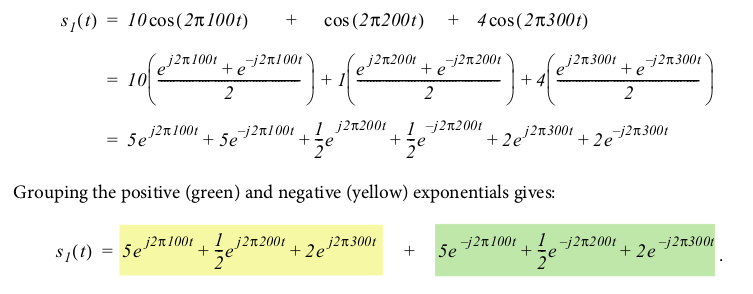 s₁(t) = 10cos(2π100t) + cos(2π200t) + 4cos(2π300t)
= 10((e^{j2π100t} + e^{-j2π100t})/2) + 1((e^{j2π200t} + e^{-j2π200t})/2) + 4((e^{j2π300t} + e^{-j2π300t})/2)
= 5e^{j2π100t} + 5e^{-j2π100t} + 1/2 e^{j2π200t} + 1/2 e^{-j2π200t} + 2e^{j2π300t} + 2e^{-j2π300t}
Grouping the positive (green) and negative (yellow) exponentials gives:
s₁(t) = 5e^{j2π100t} + 1/2 e^{j2π200t} + 2e^{j2π300t} + 5e^{-j2π100t} + 1/2 e^{-j2π200t} + 2e^{-j2π300t}.